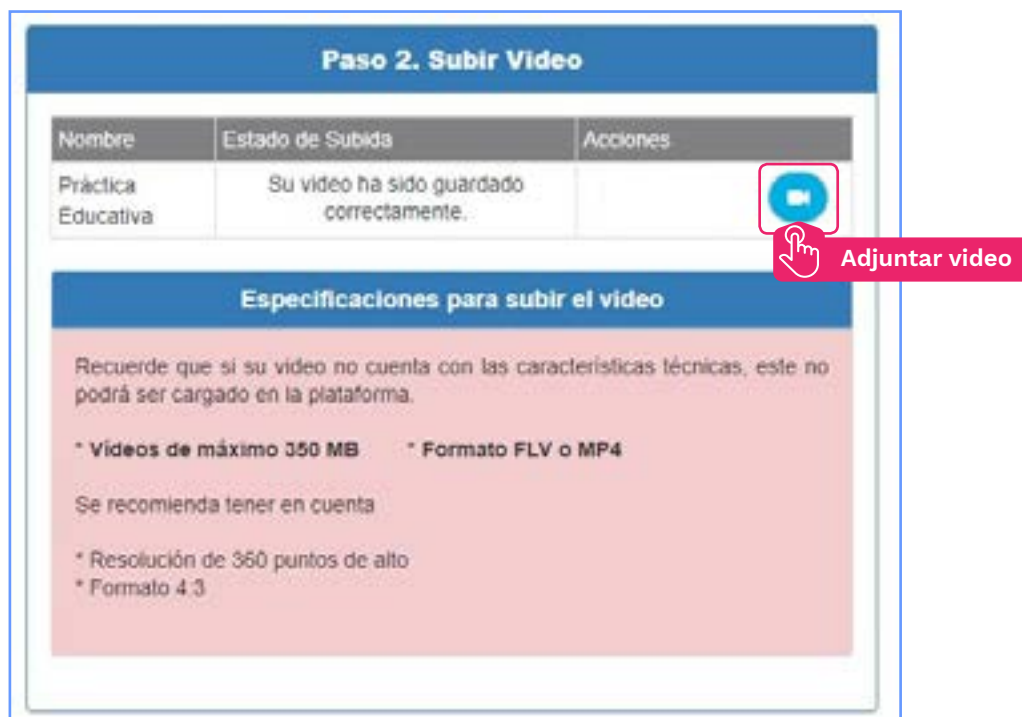 Paso 2. Subir Video
Nombre Estado de Subida Acciones
Práctica Educativa Su video ha sido guardado correctamente.
Adjuntar video
Especificaciones para subir el video
Recuerde que si su video no cuenta con las características técnicas, este no
podrá ser cargado en la plataforma.
* Vídeos de máximo 350 MB * Formato FLV o MP4
Se recomienda tener en cuenta
* Resolución de 360 puntos de alto
* Formato 4:3